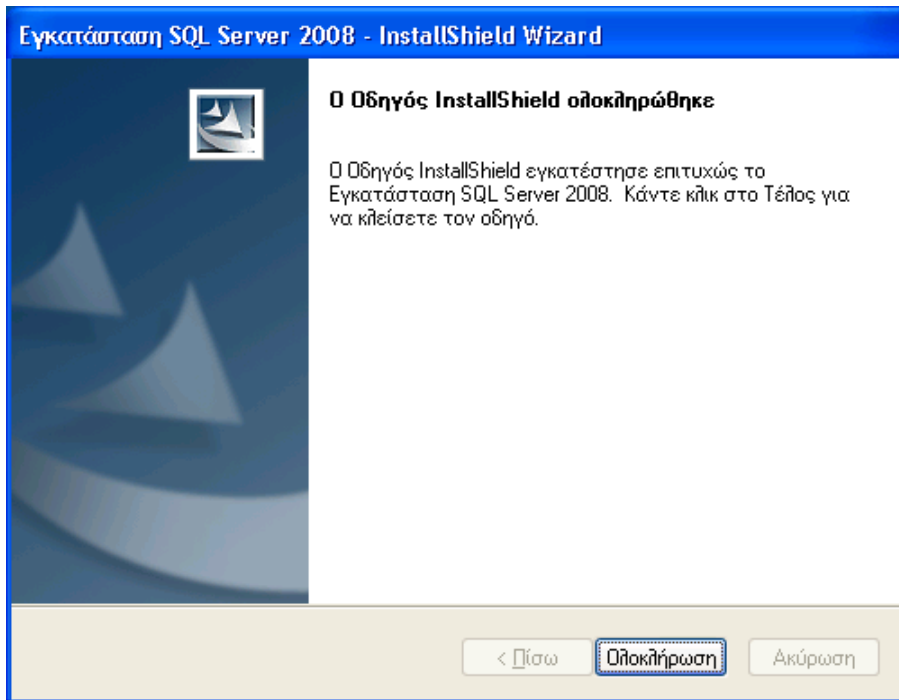 Εγκατάσταση SQL Server 2008 - InstallShield Wizard
Ο Οδηγός InstallShield ολοκληρώθηκε
Ο Οδηγός InstallShield εγκατέστησε επιτυχώς το
Εγκατάσταση SQL Server 2008. Κάντε κλικ στο Τέλος για
να κλείσετε τον οδηγό.
< Πίσω
Ολοκλήρωση
Ακύρωση